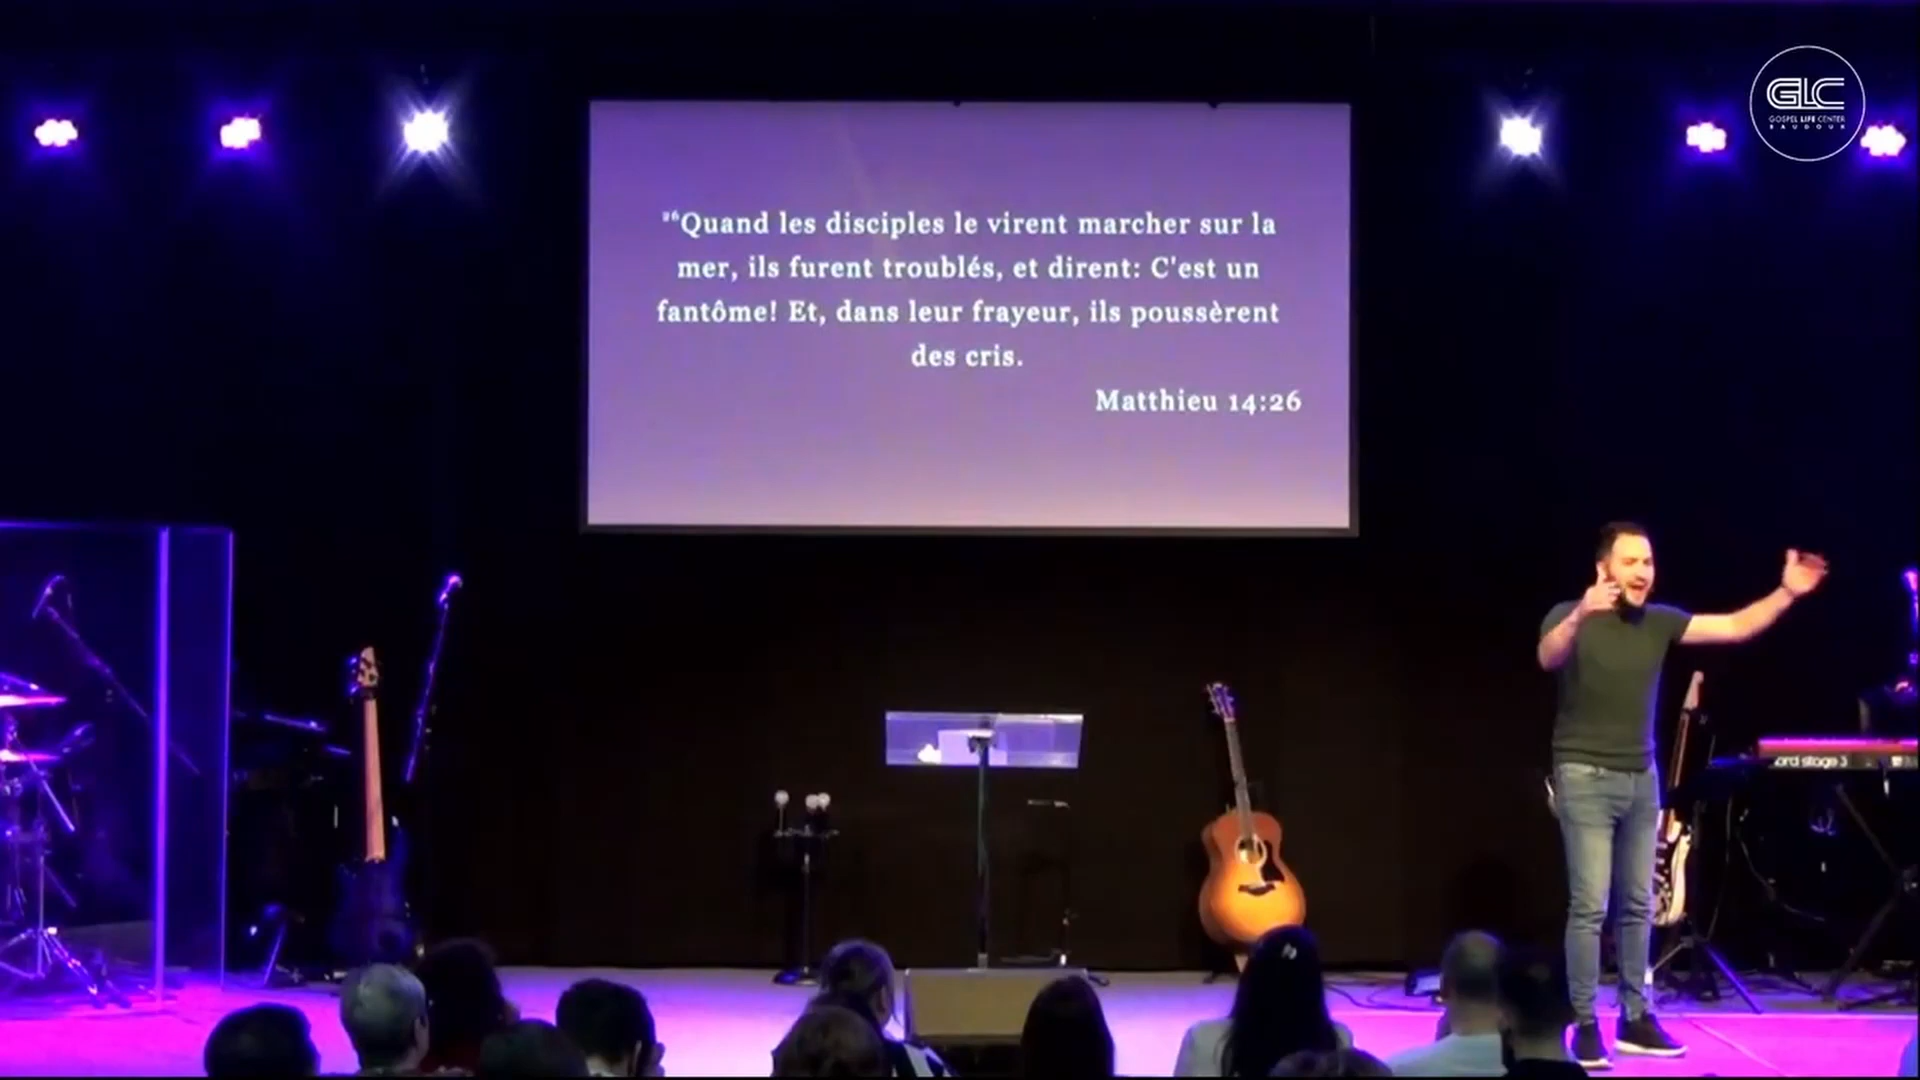 ²⁶Quand les disciples le virent marcher sur la
mer, ils furent troublés, et dirent: C'est un
fantôme! Et, dans leur frayeur, ils poussèrent
des cris.
Matthieu 14:26
GLC
GOSPEL LIFE CENTER
BAUDOUR
ord stage 3